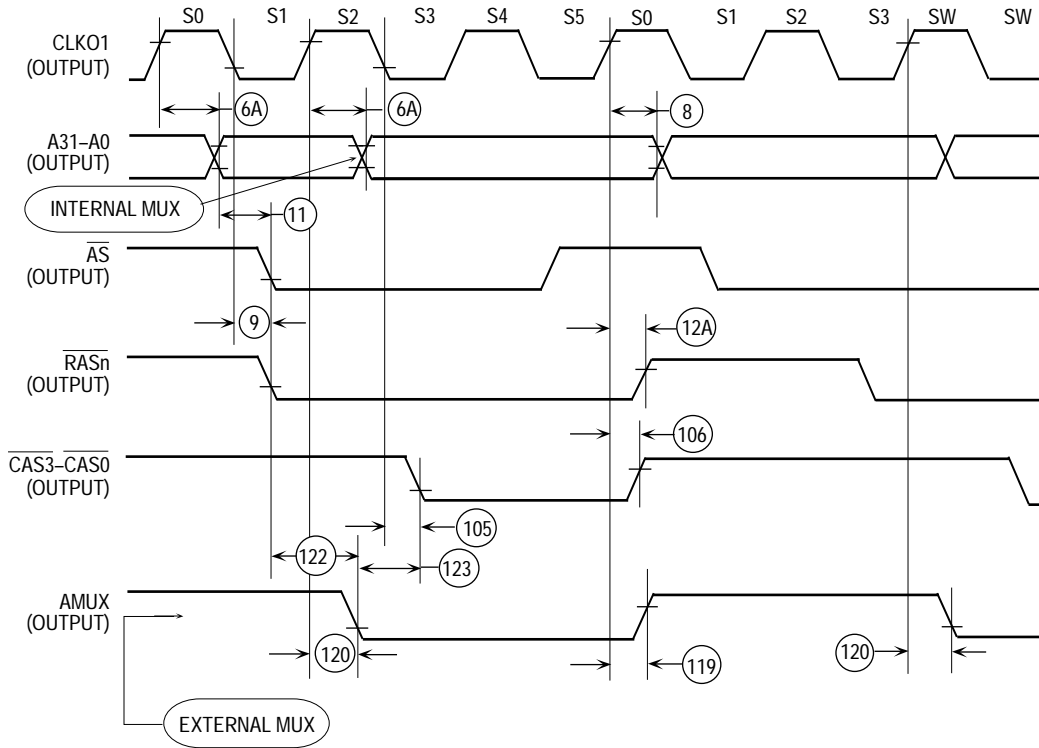 S0 S1 S2 S3 S4 S5 S0 S1 S2 S3 SW SW
CLKO1
(OUTPUT)
6A 6A 8
A31–A0
(OUTPUT)
INTERNAL MUX
11
AS
(OUTPUT)
9 12A
RASn
(OUTPUT)
106
CAS3–CAS0
(OUTPUT)
105
122 123
AMUX
(OUTPUT)
120 119 120
EXTERNAL MUX